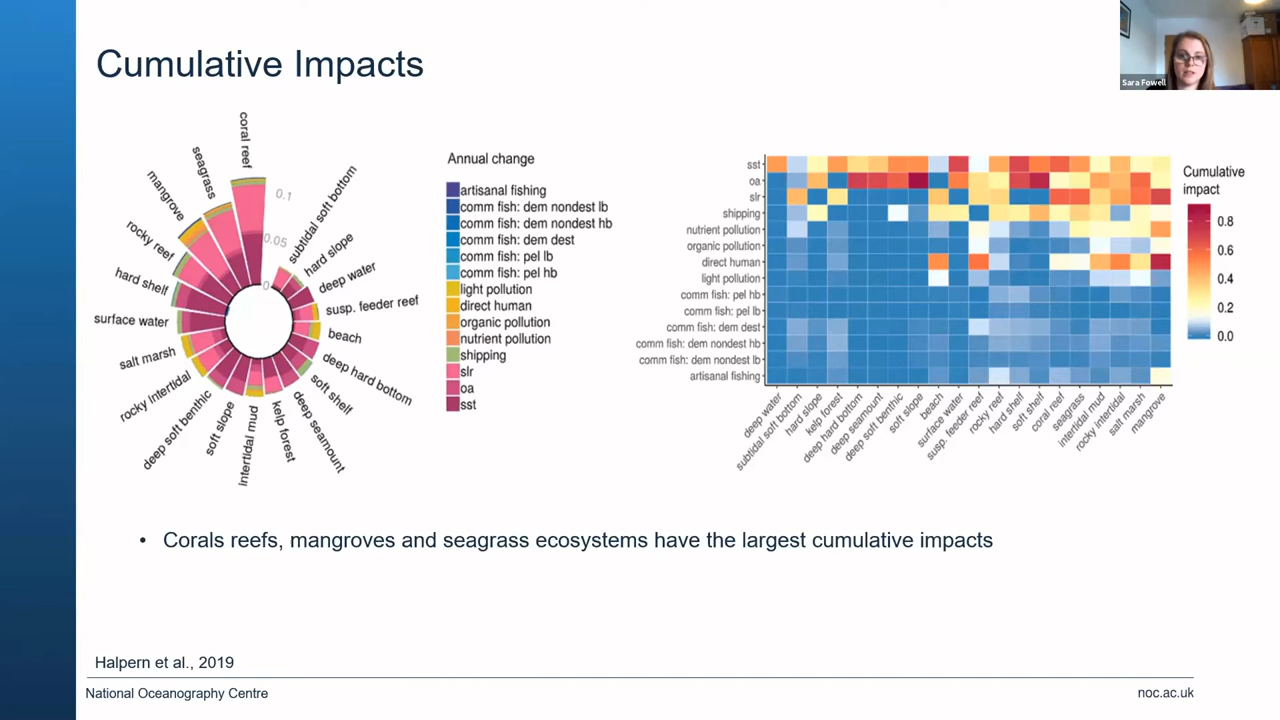 Cumulative Impacts
Sara Fowell
coral reef
seagrass
mangrove
rocky reef
hard shelf
surface water
salt marsh
rocky intertidal
deep soft benthic
soft slope
intertidal mud
kelp forest
deep seamount
soft shelf
deep hard bottom
beach
susp. feeder reef
deep water
hard slope
subtidal soft bottom
0.1
0.05
0
Annual change
artisanal fishing
comm fish: dem nondest lb
comm fish: dem nondest hb
comm fish: dem dest
comm fish: pel lb
comm fish: pel hb
light pollution
direct human
organic pollution
nutrient pollution
shipping
slr
oa
sst
sst
oa
slr
shipping
nutrient pollution
organic pollution
direct human
light pollution
comm fish: pel hb
comm fish: pel lb
comm fish: dem dest
comm fish: dem nondest hb
comm fish: dem nondest lb
artisanal fishing
deep water
subtidal soft bottom
hard slope
kelp forest
deep hard bottom
deep seamount
deep soft benthic
soft slope
beach
surface water
susp. feeder reef
rocky reef
hard shelf
soft shelf
coral reef
seagrass
intertidal mud
rocky intertidal
salt marsh
mangrove
Cumulative
impact
0.8
0.6
0.4
0.2
0.0
• Corals reefs, mangroves and seagrass ecosystems have the largest cumulative impacts
Halpern et al., 2019
National Oceanography Centre
noc.ac.uk